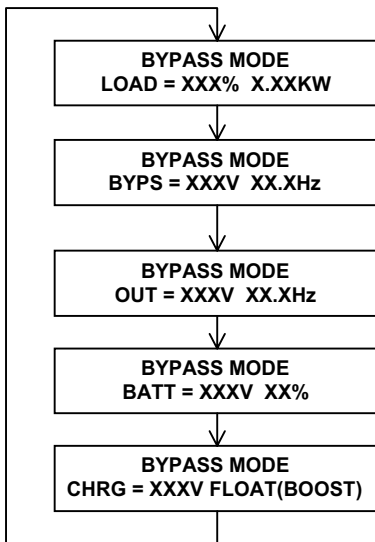 BYPASS MODE
LOAD = XXX% X.XXKW
BYPASS MODE
BYPS = XXXV XX.XHz
BYPASS MODE
OUT = XXXV XX.XHz
BYPASS MODE
BATT = XXXV XX%
BYPASS MODE
CHRG = XXXV FLOAT(BOOST)